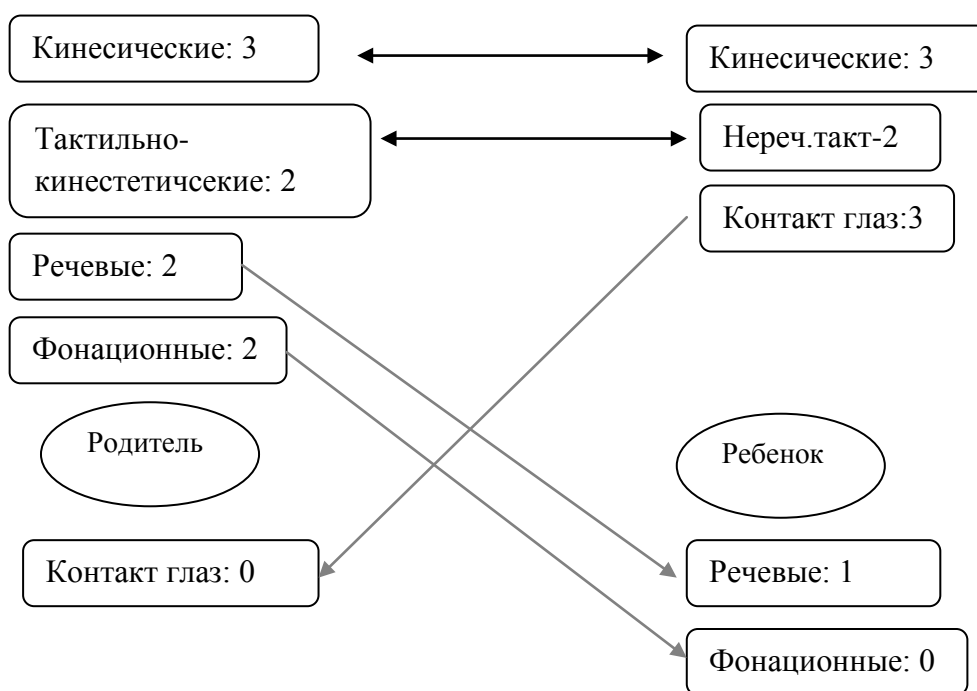 Кинесические: 3
Кинесические: 3
Тактильно-
кинестетичсекие: 2
Нереч.такт-2
Контакт глаз:3
Речевые: 2
Фонационные: 2
Родитель
Ребенок
Контакт глаз: 0
Речевые: 1
Фонационные: 0